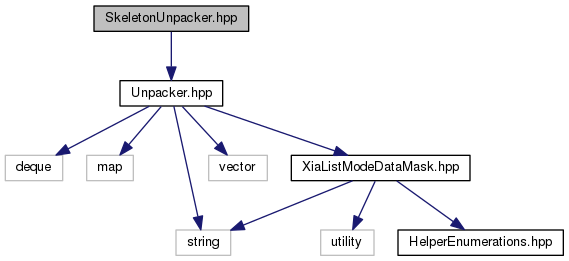 SkeletonUnpacker.hpp
Unpacker.hpp
deque
map
vector
XiaListModeDataMask.hpp
string
utility
HelperEnumerations.hpp